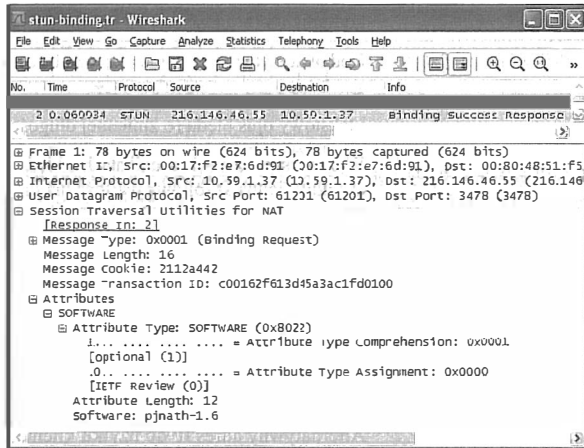 stun-binding.tr - Wireshark
File Edit View Go Capture Analyze Statistics Telephony Tools Help
No. Time Protocol Source Destination Info
2 0.069934 STUN 216.146.46.55 10.59.1.37 Binding Success Response
Frame 1: 78 bytes on wire (624 bits), 78 bytes captured (624 bits)
Ethernet II, Src: 00:17:f2:e7:6d:91 (00:17:f2:e7:6d:91), Dst: 00:80:48:51:f5
Internet Protocol, Src: 10.59.1.37 (10.59.1.37), Dst: 216.146.46.55 (216.146
User Datagram Protocol, Src Port: 61201 (61201), Dst Port: 3478 (3478)
Session Traversal Utilities for NAT
[Response In: 2]
Message Type: 0x0001 (Binding Request)
Message Length: 16
Message Cookie: 2112a442
Message Transaction ID: c00162f613d45a3ac1fd0100
Attributes
SOFTWARE
Attribute Type: SOFTWARE (0x8022)
1... .... .... .... = Attribute Type Comprehension: 0x0001
[optional (1)]
.0.. .... .... .... = Attribute Type Assignment: 0x0000
[IETF Review (0)]
Attribute Length: 12
Software: pjnath-1.6